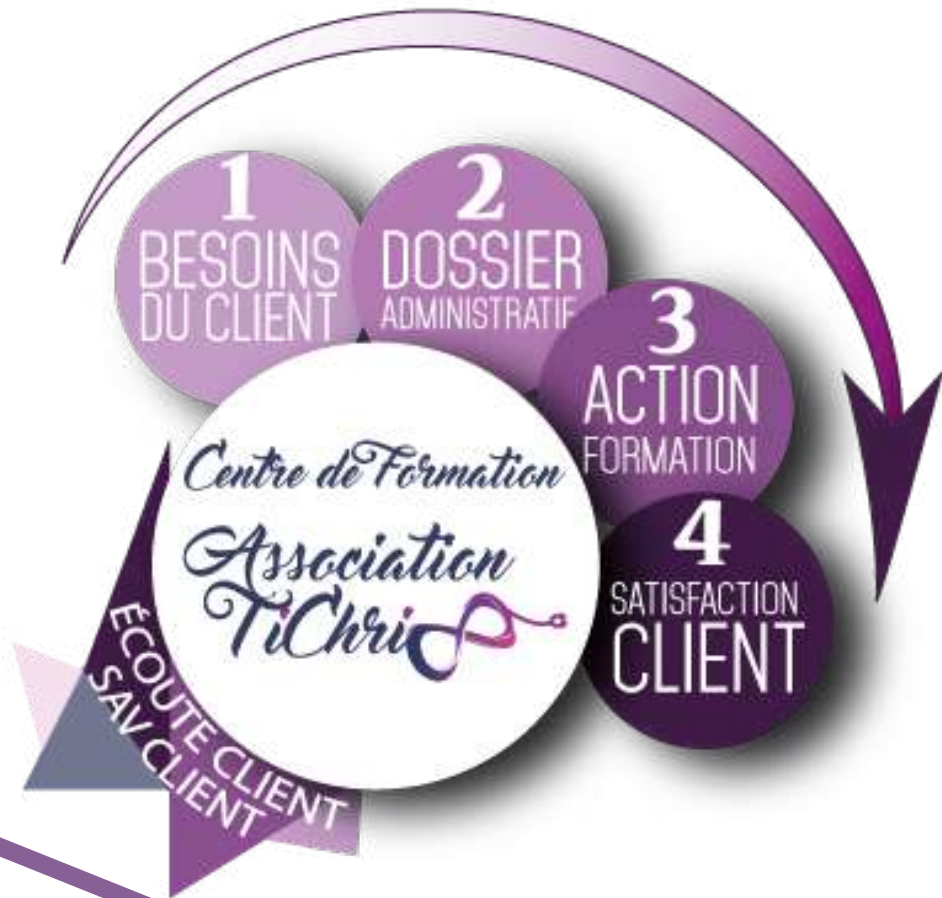 1
BESOINS
DU CLIENT
2
DOSSIER
ADMINISTRATIF
3
ACTION
FORMATION
4
SATISFACTION
CLIENT
Centre de Formation
Association
TiChri
ÉCOUTE CLIENT
SAV CLIENT